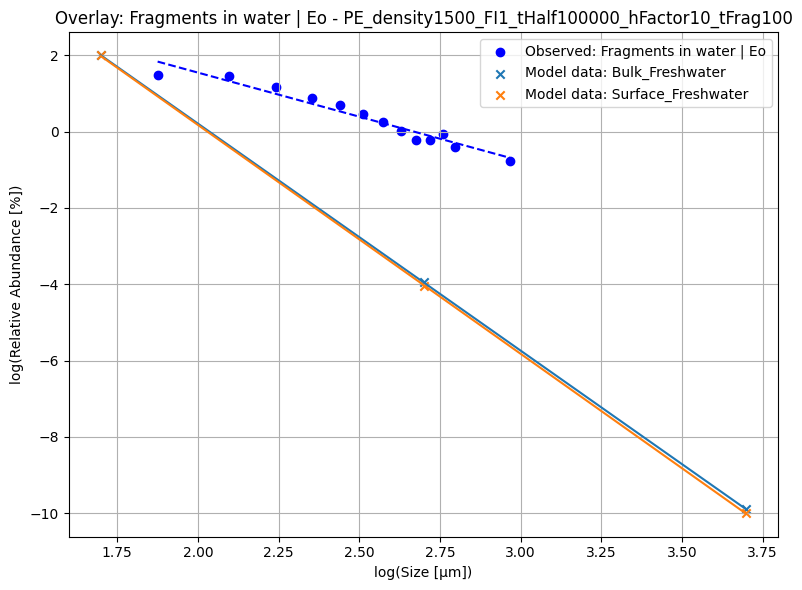 Overlay: Fragments in water | Eo - PE_density1500_FI1_tHalf100000_hFactor10_tFrag100
Observed: Fragments in water | Eo
Model data: Bulk_Freshwater
Model data: Surface_Freshwater
log(Relative Abundance [%])
2
0
−2
−4
−6
−8
−10
1.75 2.00 2.25 2.50 2.75 3.00 3.25 3.50 3.75
log(Size [µm])